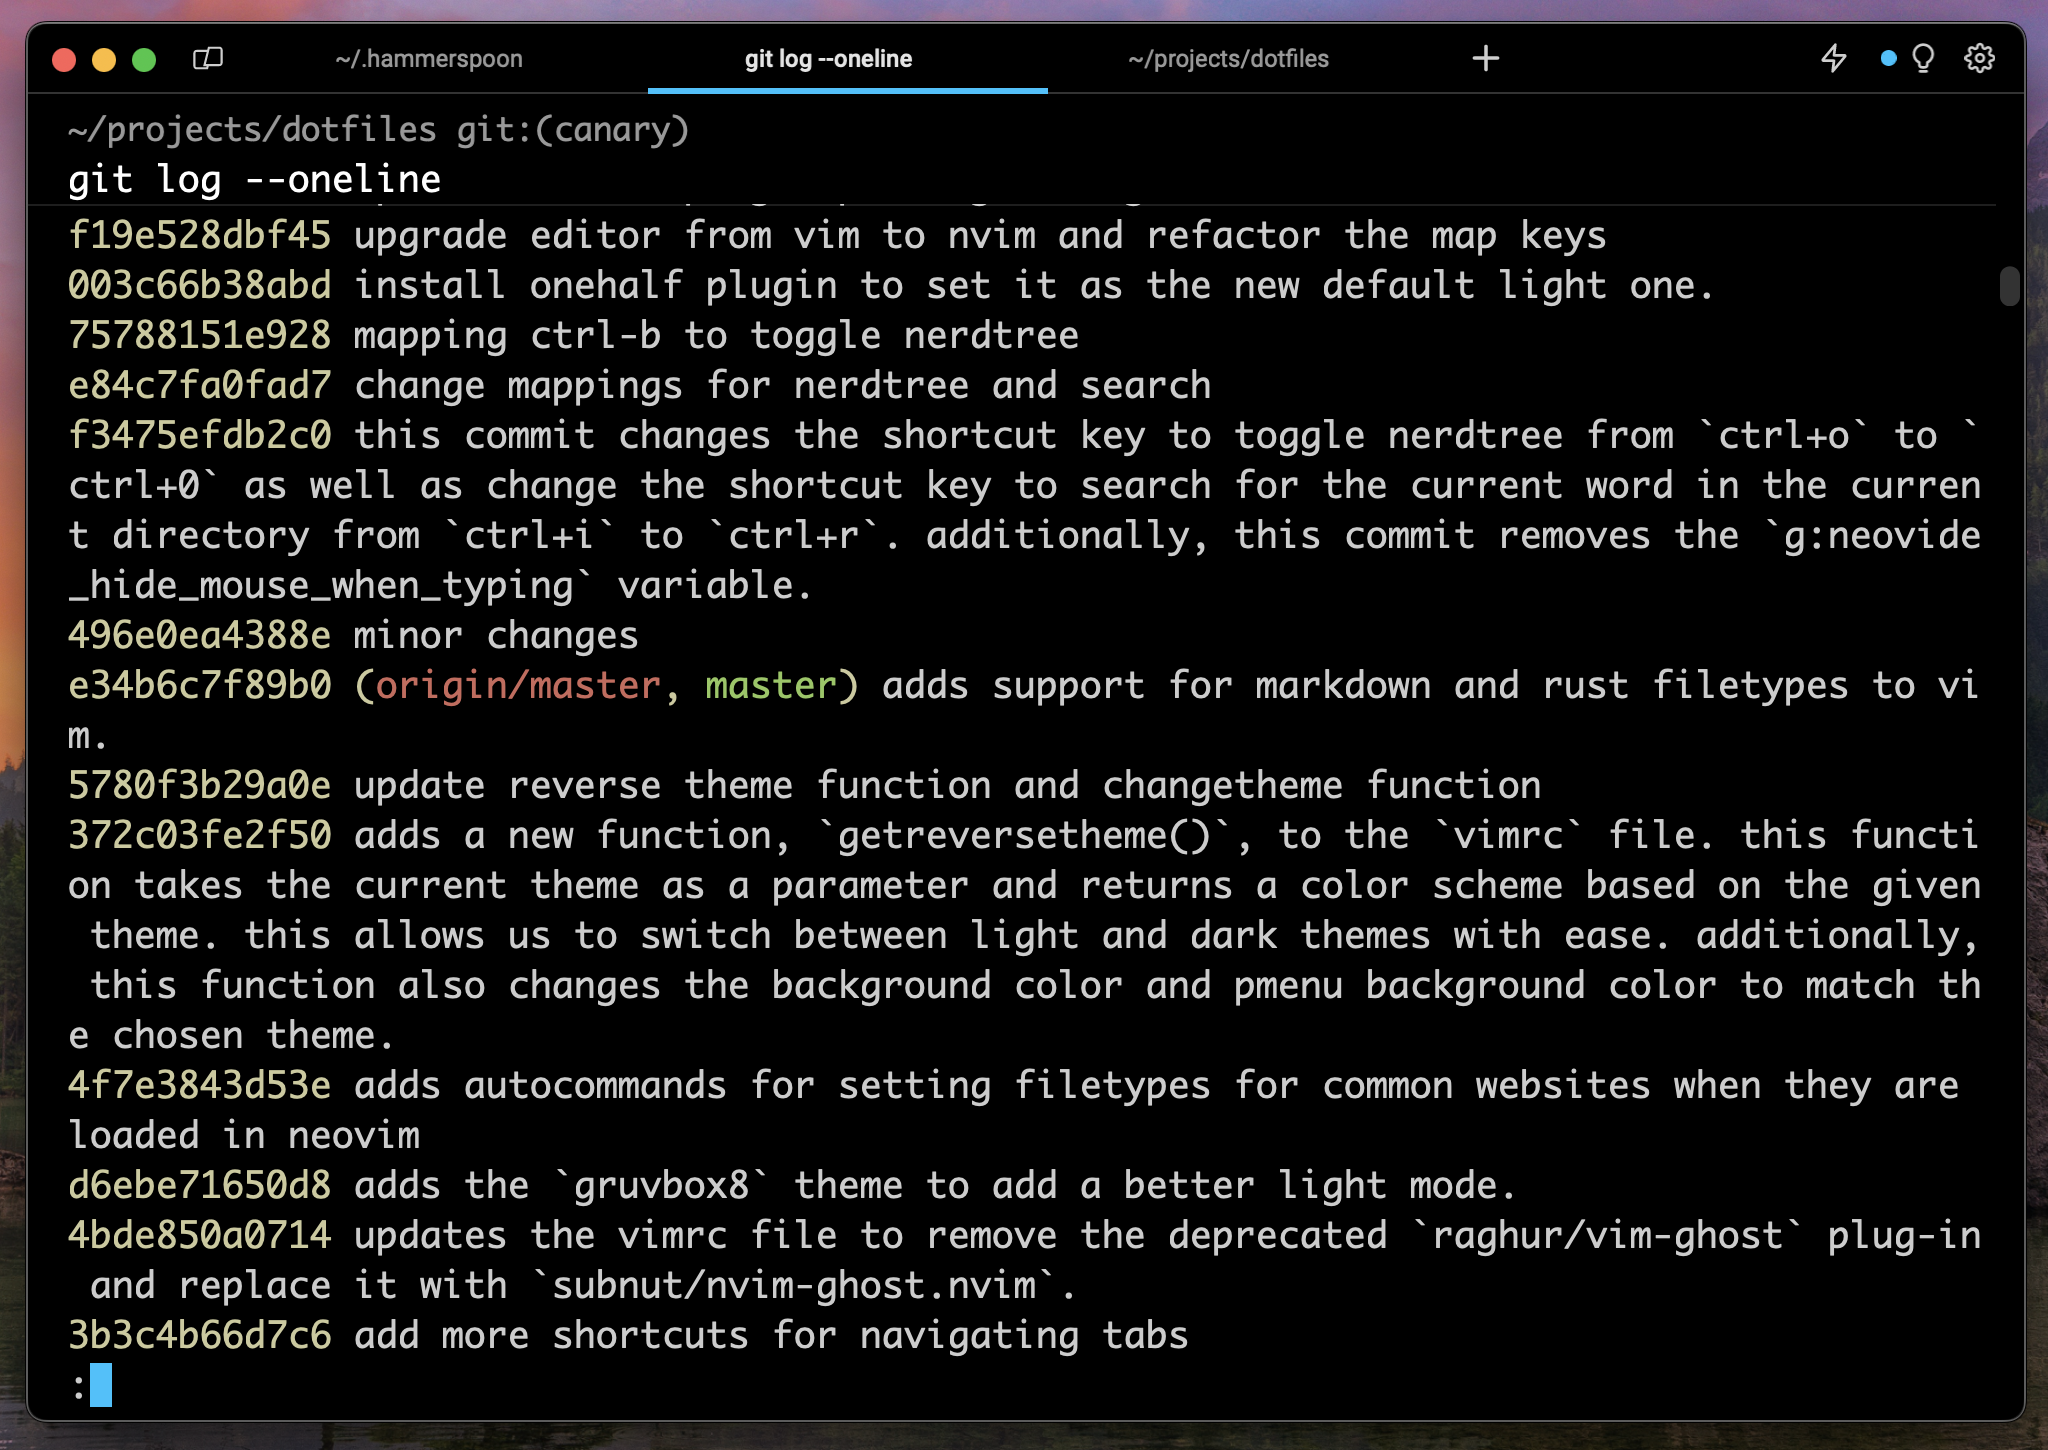 ~/.hammerspoon
git log --oneline
~/projects/dotfiles
~/projects/dotfiles git:(canary)
git log --oneline
f19e528dbf45 upgrade editor from vim to nvim and refactor the map keys
003c66b38abd install onehalf plugin to set it as the new default light one.
75788151e928 mapping ctrl-b to toggle nerdtree
e84c7fa0fad7 change mappings for nerdtree and search
f3475efdb2c0 this commit changes the shortcut key to toggle nerdtree from `ctrl+o` to `
ctrl+0` as well as change the shortcut key to search for the current word in the curren
t directory from `ctrl+i` to `ctrl+r`. additionally, this commit removes the `g:neovide
_hide_mouse_when_typing` variable.
496e0ea4388e minor changes
e34b6c7f89b0 (origin/master, master) adds support for markdown and rust filetypes to vi
m.
5780f3b29a0e update reverse theme function and changetheme function
372c03fe2f50 adds a new function, `getreversetheme()`, to the `vimrc` file. this functi
on takes the current theme as a parameter and returns a color scheme based on the given
 theme. this allows us to switch between light and dark themes with ease. additionally,
 this function also changes the background color and pmenu background color to match th
e chosen theme.
4f7e3843d53e adds autocommands for setting filetypes for common websites when they are
loaded in neovim
d6ebe71650d8 adds the `gruvbox8` theme to add a better light mode.
4bde850a0714 updates the vimrc file to remove the deprecated `raghur/vim-ghost` plug-in
 and replace it with `subnut/nvim-ghost.nvim`.
3b3c4b66d7c6 add more shortcuts for navigating tabs
: